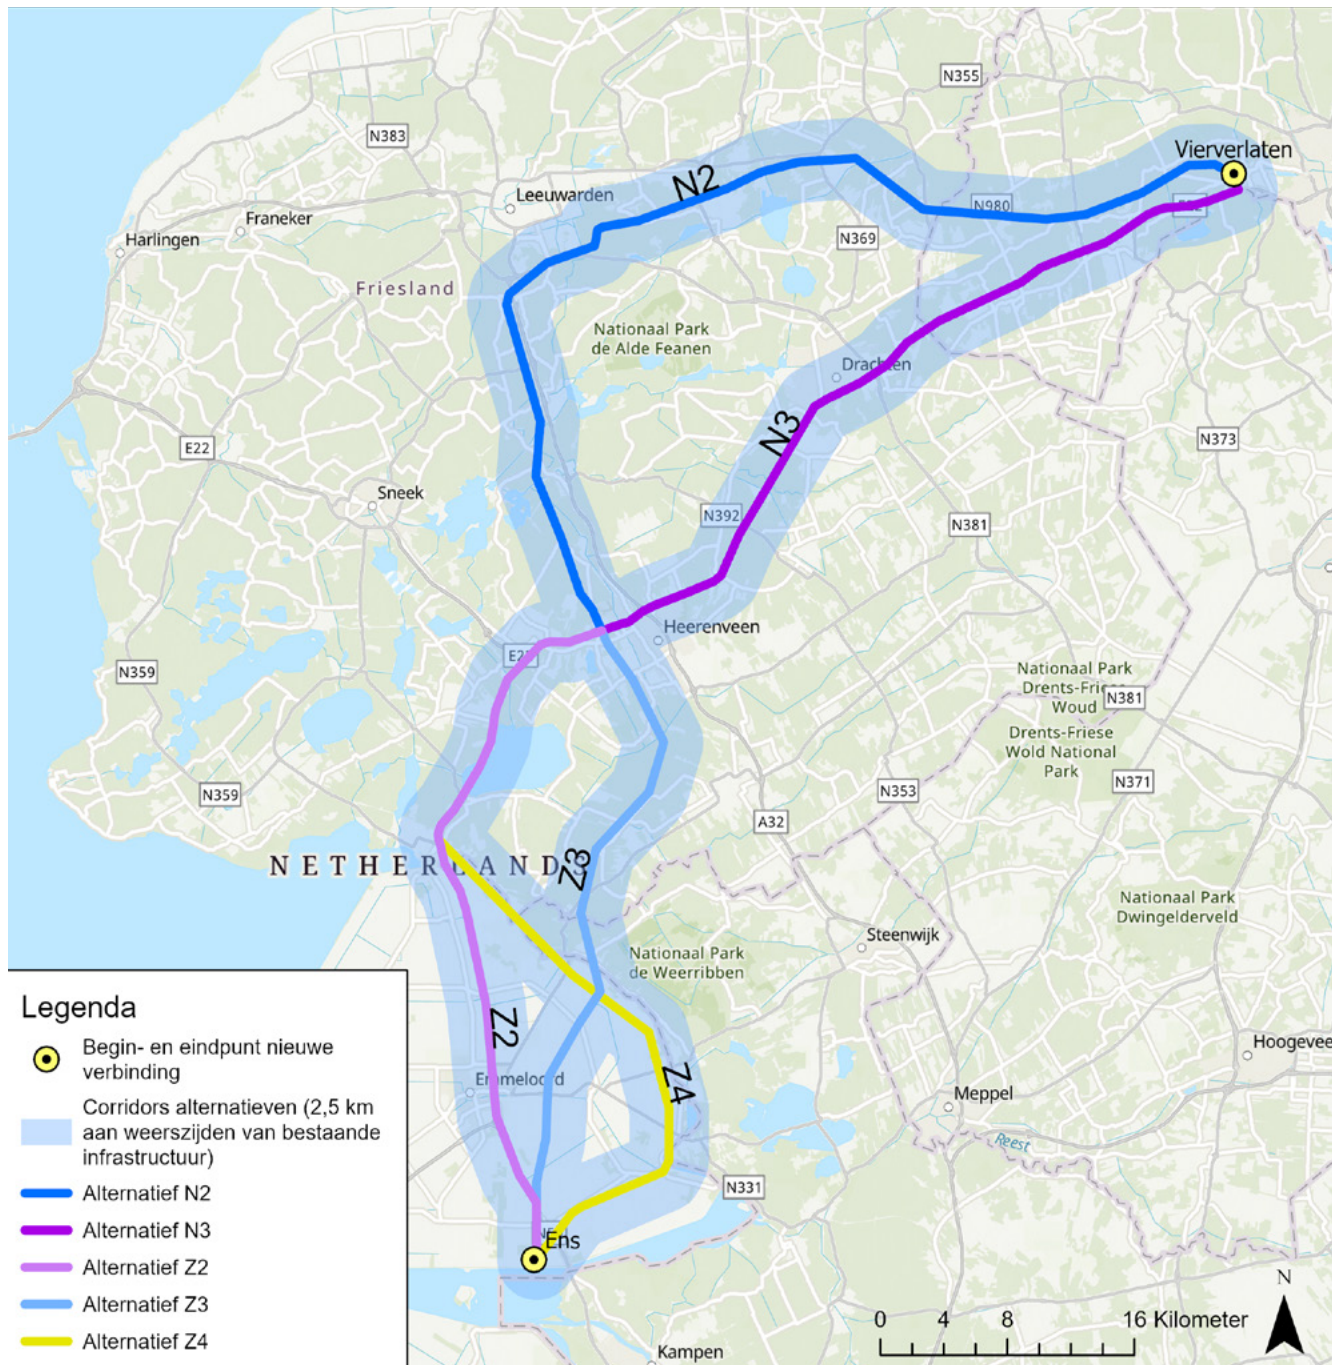 N355
N383
Vierverlaten
N2
Leeuwarden
N980
Franeker
N369
Harlingen
Friesland
Nationaal Park
de Alde Feanen
Drachten
N3
N373
E22
Sneek
N392
N381
Heerenveen
N359
Nationaal Park
Drents-Friese
Woud
N381
Drents-Friese
Wold National
Park
N371
N359
N353
A32
NETHERLANDS
Z3
Nationaal Park
Dwingelderveld
Steenwijk
Nationaal Park
de Weerribben
Z2
Emmeloord
Z4
Hoogevee
Meppel
Reest
N331
Ens
Kampen
Legenda
Begin- en eindpunt nieuwe
verbinding
Corridors alternatieven (2,5 km
aan weerszijden van bestaande
infrastructuur)
Alternatief N2
Alternatief N3
Alternatief Z2
Alternatief Z3
Alternatief Z4
N
0 4 8 16 Kilometer